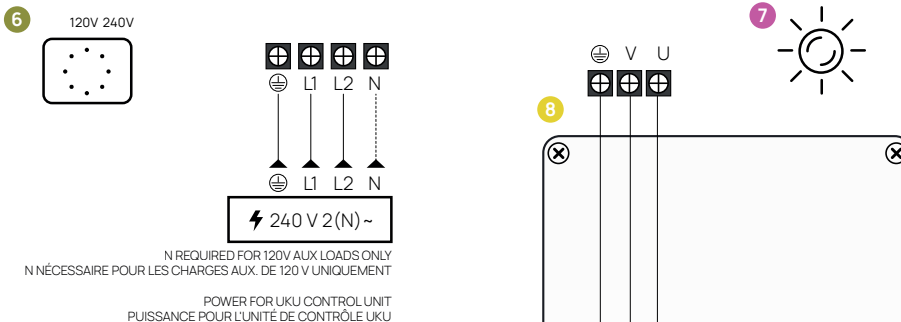 6
120V 240V
L1 L2 N
L1 L2 N
240 V 2(N)~
N REQUIRED FOR 120V AUX LOADS ONLY
N NÉCESSAIRE POUR LES CHARGES AUX. DE 120 V UNIQUEMENT
POWER FOR UKU CONTROL UNIT
PUISSANCE POUR L'UNITÉ DE CONTRÔLE UKU
7
V U
8